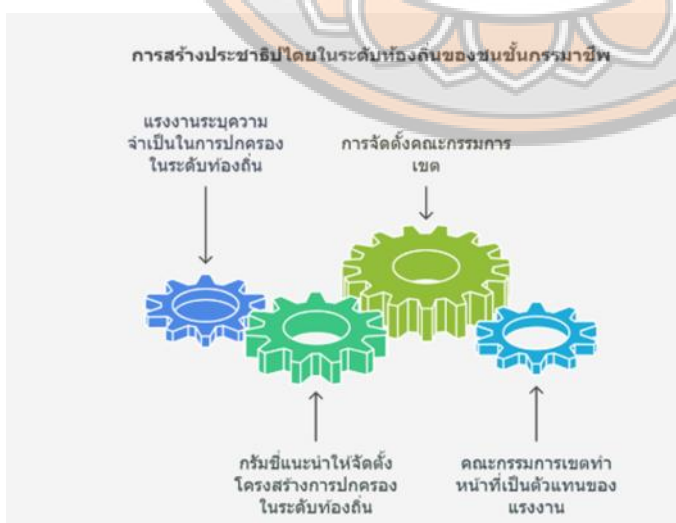 การสร้างประชาธิปไตยในระดับท้องถิ่นของชนชั้นกรรมาชีพ
แรงงานระบุความ
จำเป็นในการปกครอง
ในระดับท้องถิ่น
การจัดตั้งคณะกรรมการ
เขต
กรัมชี่แนะนำให้จัดตั้ง
โครงสร้างการปกครอง
ในระดับท้องถิ่น
คณะกรรมการเขตทำ
หน้าที่เป็นตัวแทนของ
แรงงาน